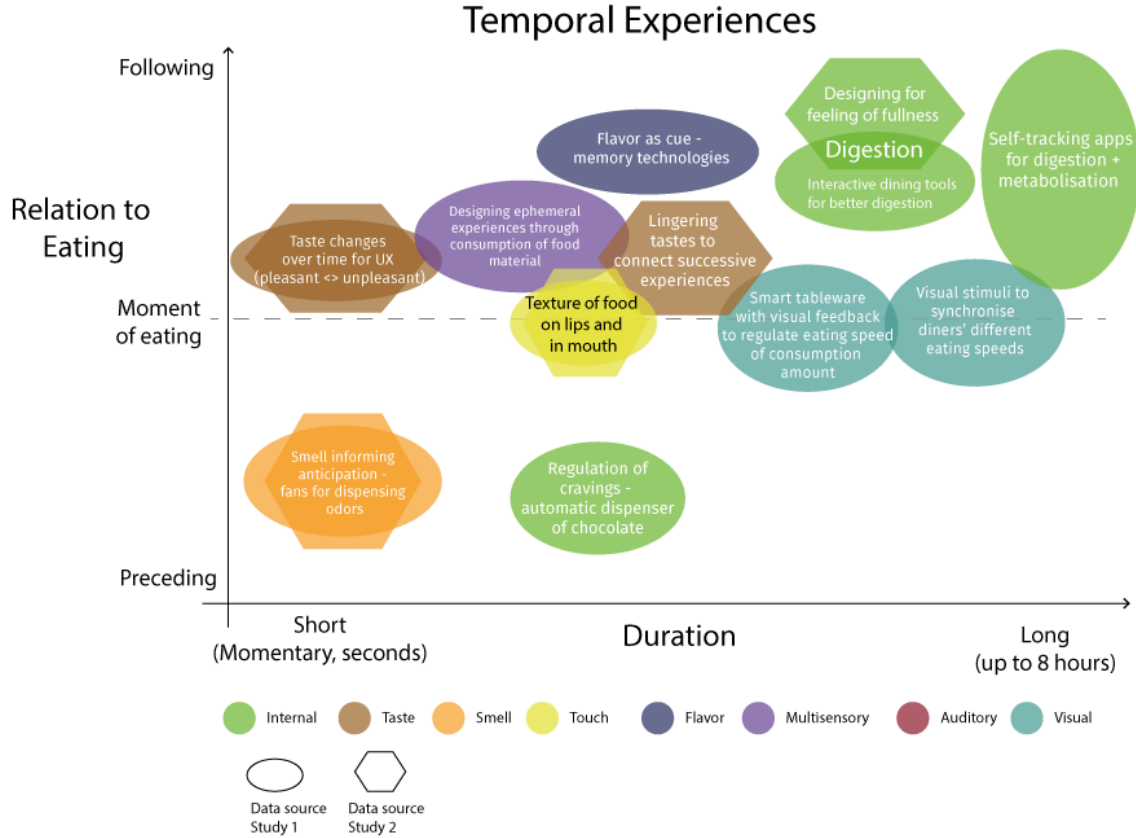 Temporal Experiences
Following
Relation to
Eating
Moment
of eating
Preceding
Designing for
feeling of fullness
Digestion
Interactive dining tools
for better digestion
Self-tracking apps
for digestion +
metabolisation
Flavor as cue -
memory technologies
Designing ephemeral
experiences through
consumption of food
material
Lingering
tastes to
connect successive
experiences
Taste changes
over time for UX
(pleasant <> unpleasant)
Texture of food
on lips and
in mouth
Smart tableware
with visual feedback
to regulate eating speed
of consumption
amount
Visual stimuli to
synchronise
diners' different
eating speeds
Smell informing
anticipation -
fans for dispensing
odors
Regulation of
cravings -
automatic dispenser
of chocolate
Short
(Momentary, seconds)
Duration
Long
(up to 8 hours)
Internal
Taste
Smell
Touch
Flavor
Multisensory
Auditory
Visual
Data source
Study 1
Data source
Study 2